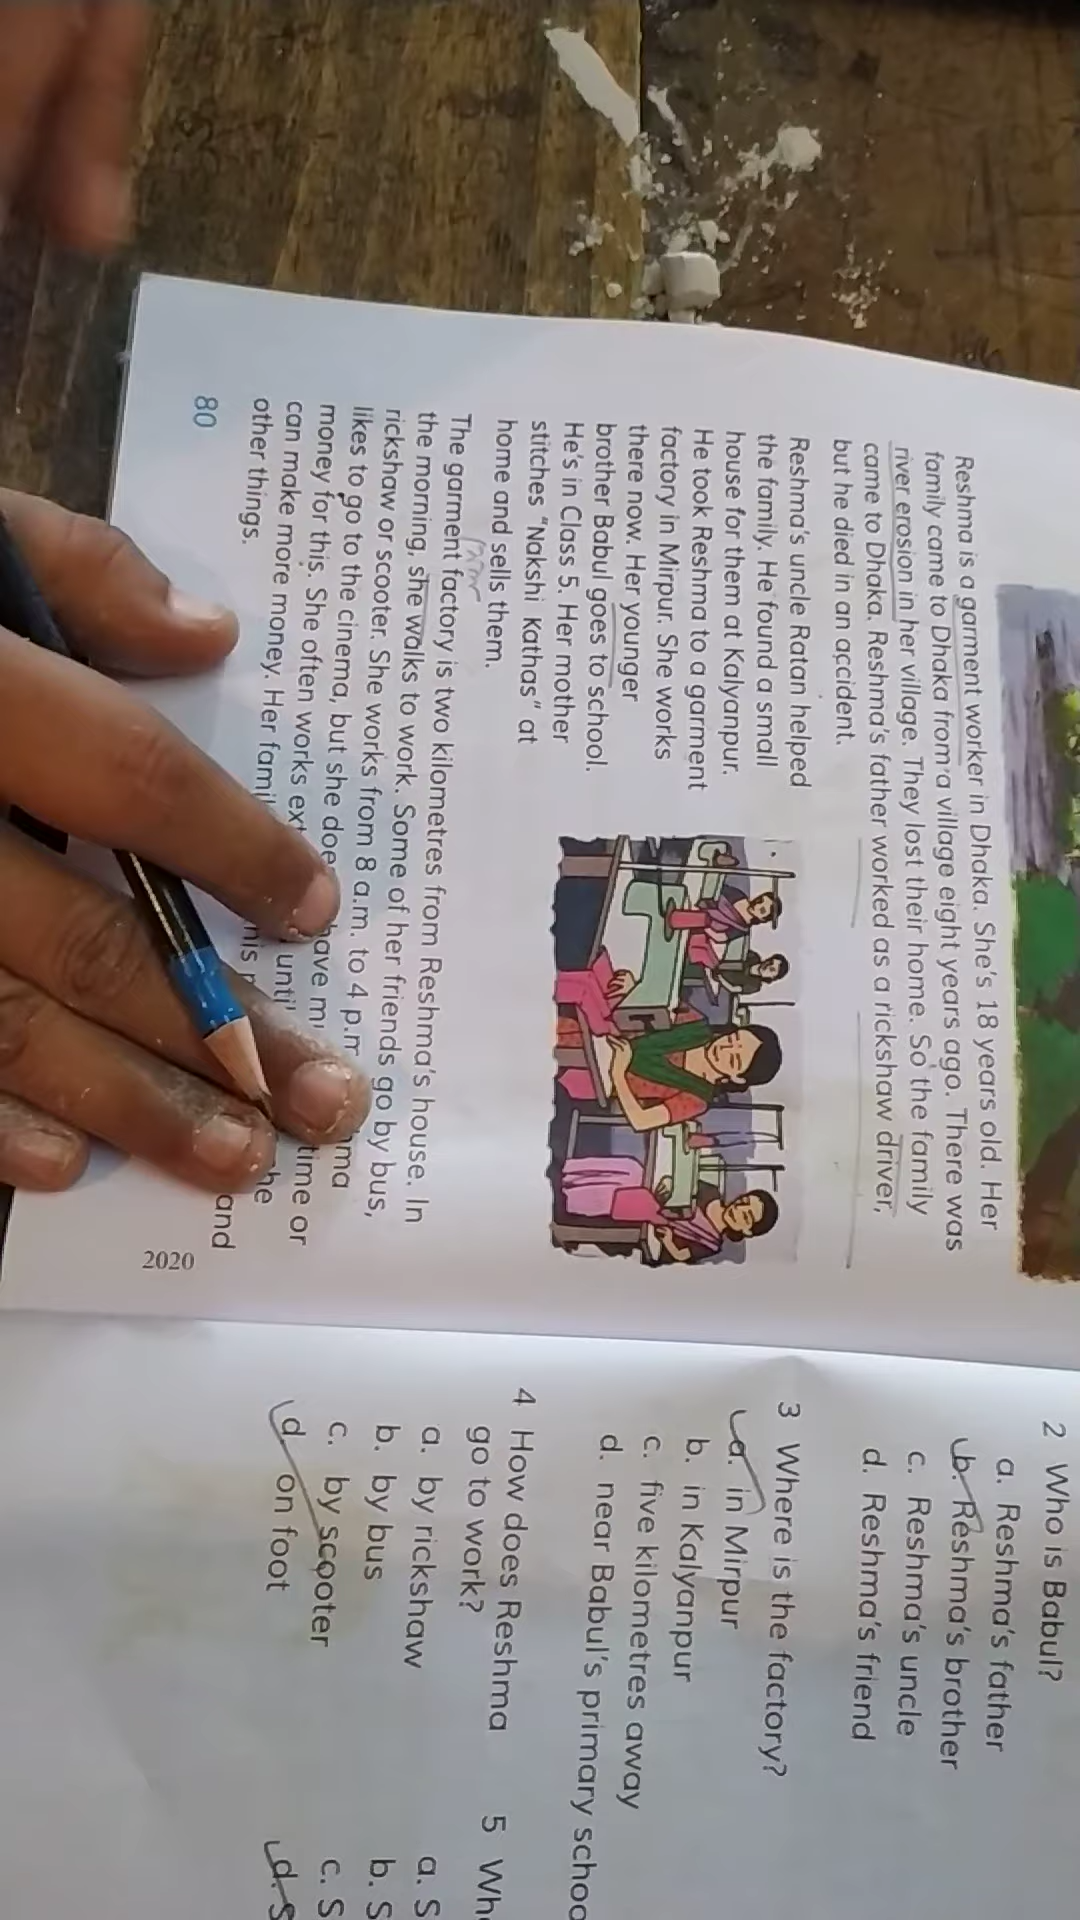 Reshma is a garment worker in Dhaka. She's 18 years old. Her
family came to Dhaka from a village eight years ago. There was
river erosion in her village. They lost their home. So the family
came to Dhaka. Reshma's father worked as a rickshaw driver,
but he died in an accident.
Reshma's uncle Ratan helped
the family. He found a small
house for them at Kalyanpur.
He took Reshma to a garment
factory in Mirpur. She works
there now. Her younger
brother Babul goes to school.
He's in Class 5. Her mother
stitches "Nakshi Kathas" at
home and sells them.
The garment factory is two kilometres from Reshma's house. In
the morning, she walks to work. Some of her friends go by bus,
rickshaw or scooter. She works from 8 a.m. to 4 p.m
likes to go to the cinema, but she doe have m
money for this. She often works ex unti time or
can make more money. Her fami his he
other things. and
80
2020
2 Who is Babul?
a. Reshma's father
b. Reshma's brother
c. Reshma's uncle
d. Reshma's friend
3 Where is the factory?
a. in Mirpur
b. in Kalyanpur
c. five kilometres away
d. near Babul's primary schoo
4 How does Reshma
go to work?
a. by rickshaw
b. by bus
c. by scooter
d. on foot
5 Wh
a. S
b. S
c. S
d. S